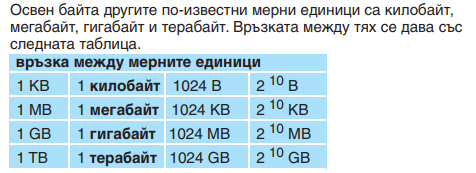 Освен байта другите по-известни мерни единици са килобайт,
мегабайт, гигабайт и терабайт. Връзката между тях се дава със
следната таблица.
връзка между мерните единици
1 KB 1 килобайт 1024 B 2 10 B
1 MB 1 мегабайт 1024 KB 2 10 KB
1 GB 1 гигабайт 1024 MB 2 10 MB
1 TB 1 терабайт 1024 GB 2 10 GB